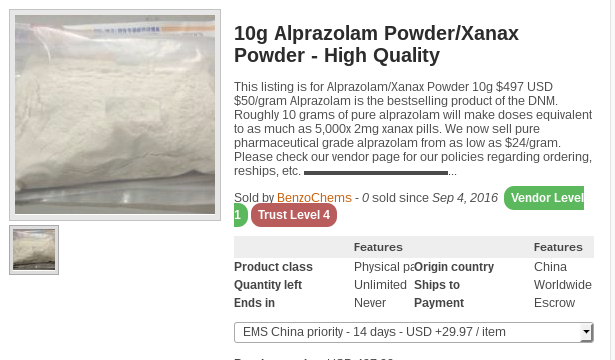 10g Alprazolam Powder/Xanax
Powder - High Quality
This listing is for Alprazolam/Xanax Powder 10g $497 USD
$50/gram Alprazolam is the bestselling product of the DNM.
Roughly 10 grams of pure alprazolam will make doses equivalent
to as much as 5,000x 2mg xanax pills. We now sell pure
pharmaceutical grade alprazolam from as low as $24/gram.
Please check our vendor page for our policies regarding ordering,
reships, etc. ...
Sold by BenzoChems - 0 sold since Sep 4, 2016 Vendor Level
1 Trust Level 4
Features Features
Product class Physical pa Origin country China
Quantity left Unlimited Ships to Worldwide
Ends in Never Payment Escrow
EMS China priority - 14 days - USD +29.97 / item